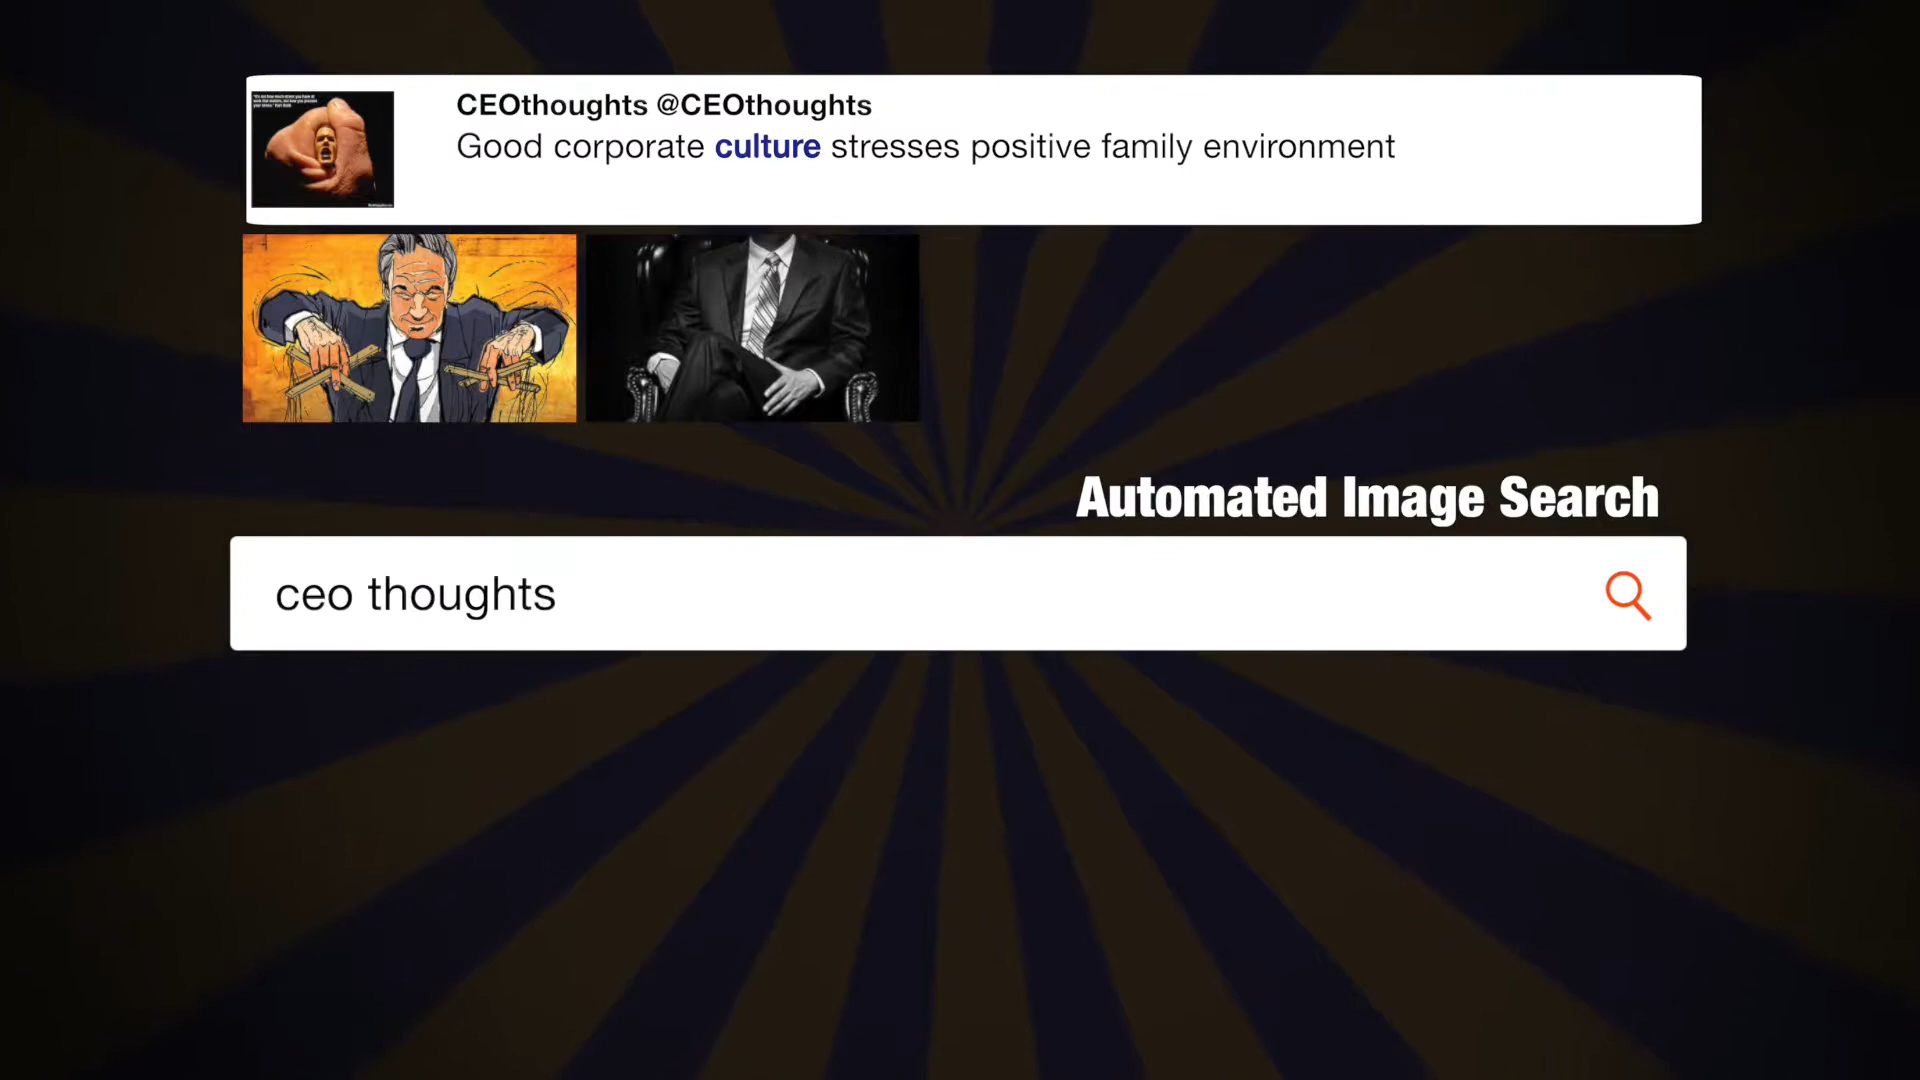 CEOthoughts @CEOthoughts
Good corporate culture stresses positive family environment
Automated Image Search
ceo thoughts